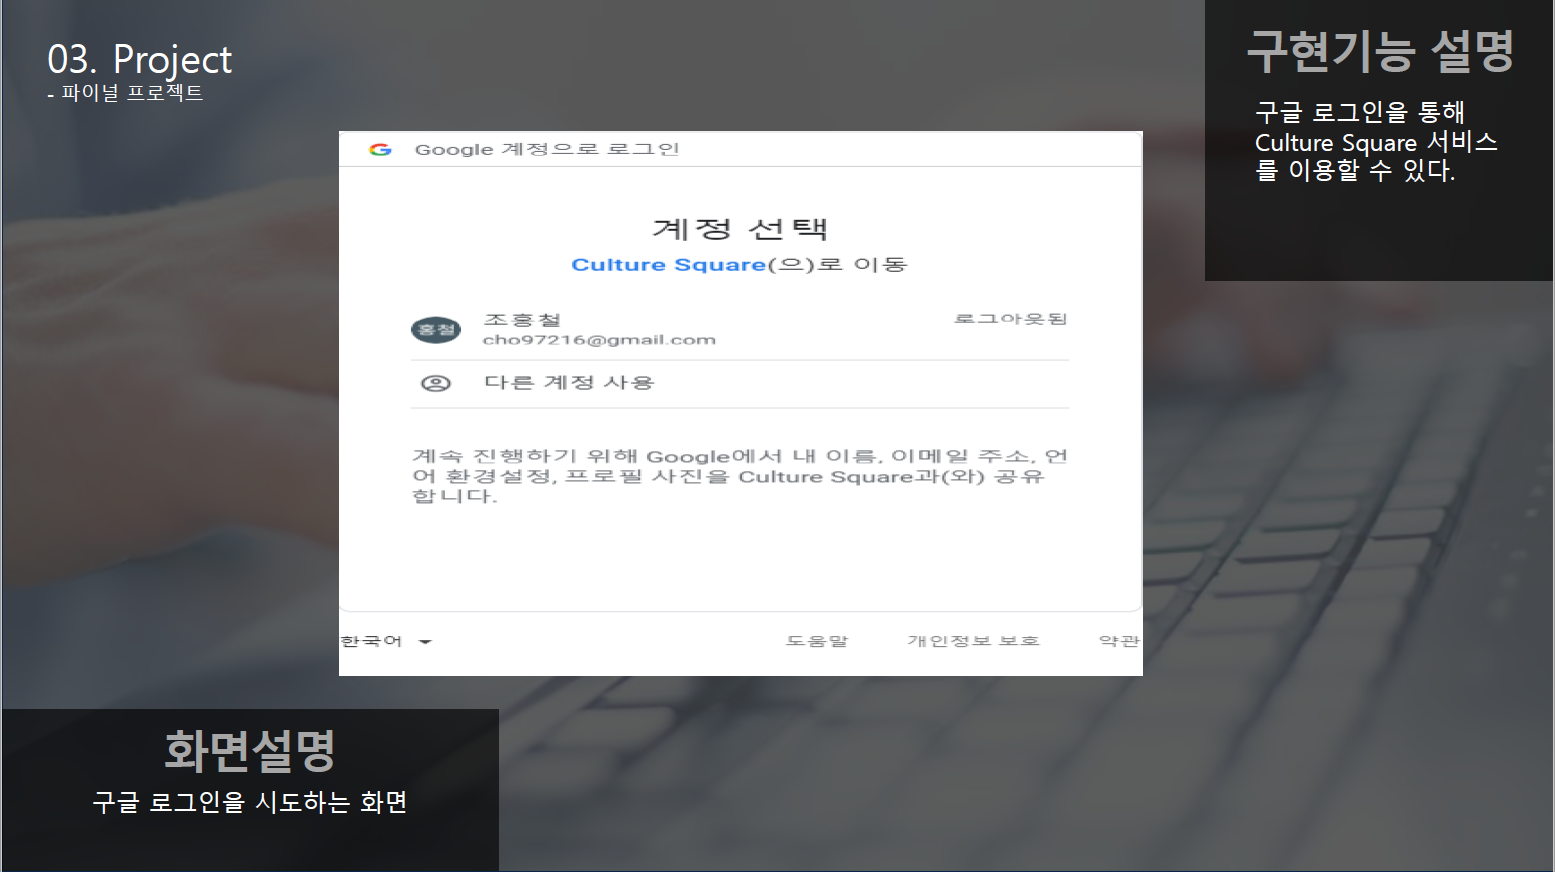 03. Project
- 파이널 프로젝트
구현기능 설명
구글 로그인을 통해
Culture Square 서비스
를 이용할 수 있다.
Google 계정으로 로그인
계정 선택
Culture Square(으)로 이동
홍철
조홍철
로그아웃됨
cho97216@gmail.com
다른 계정 사용
계속 진행하기 위해 Google에서 내 이름, 이메일 주소, 언
어 환경설정, 프로필 사진을 Culture Square과(와) 공유
합니다.
한국어
도움말
개인정보 보호
약관
화면설명
구글 로그인을 시도하는 화면